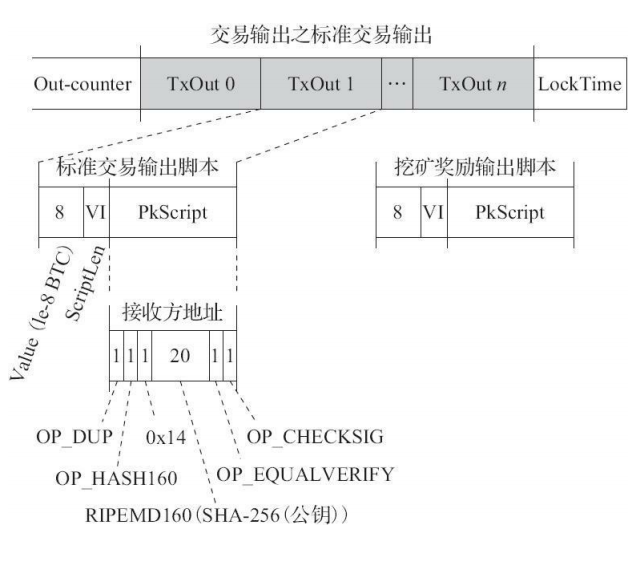 交易输出之标准交易输出
Out-counter TxOut 0 TxOut 1 ... TxOut n LockTime
标准交易输出脚本 挖矿奖励输出脚本
8 VI PkScript 8 VI PkScript
Value (le-8 BTC) ScriptLen
接收方地址
1 1 1 20 1 1
OP_DUP 0x14 OP_CHECKSIG
OP_HASH160 OP_EQUALVERIFY
RIPEMD160(SHA-256(公钥))